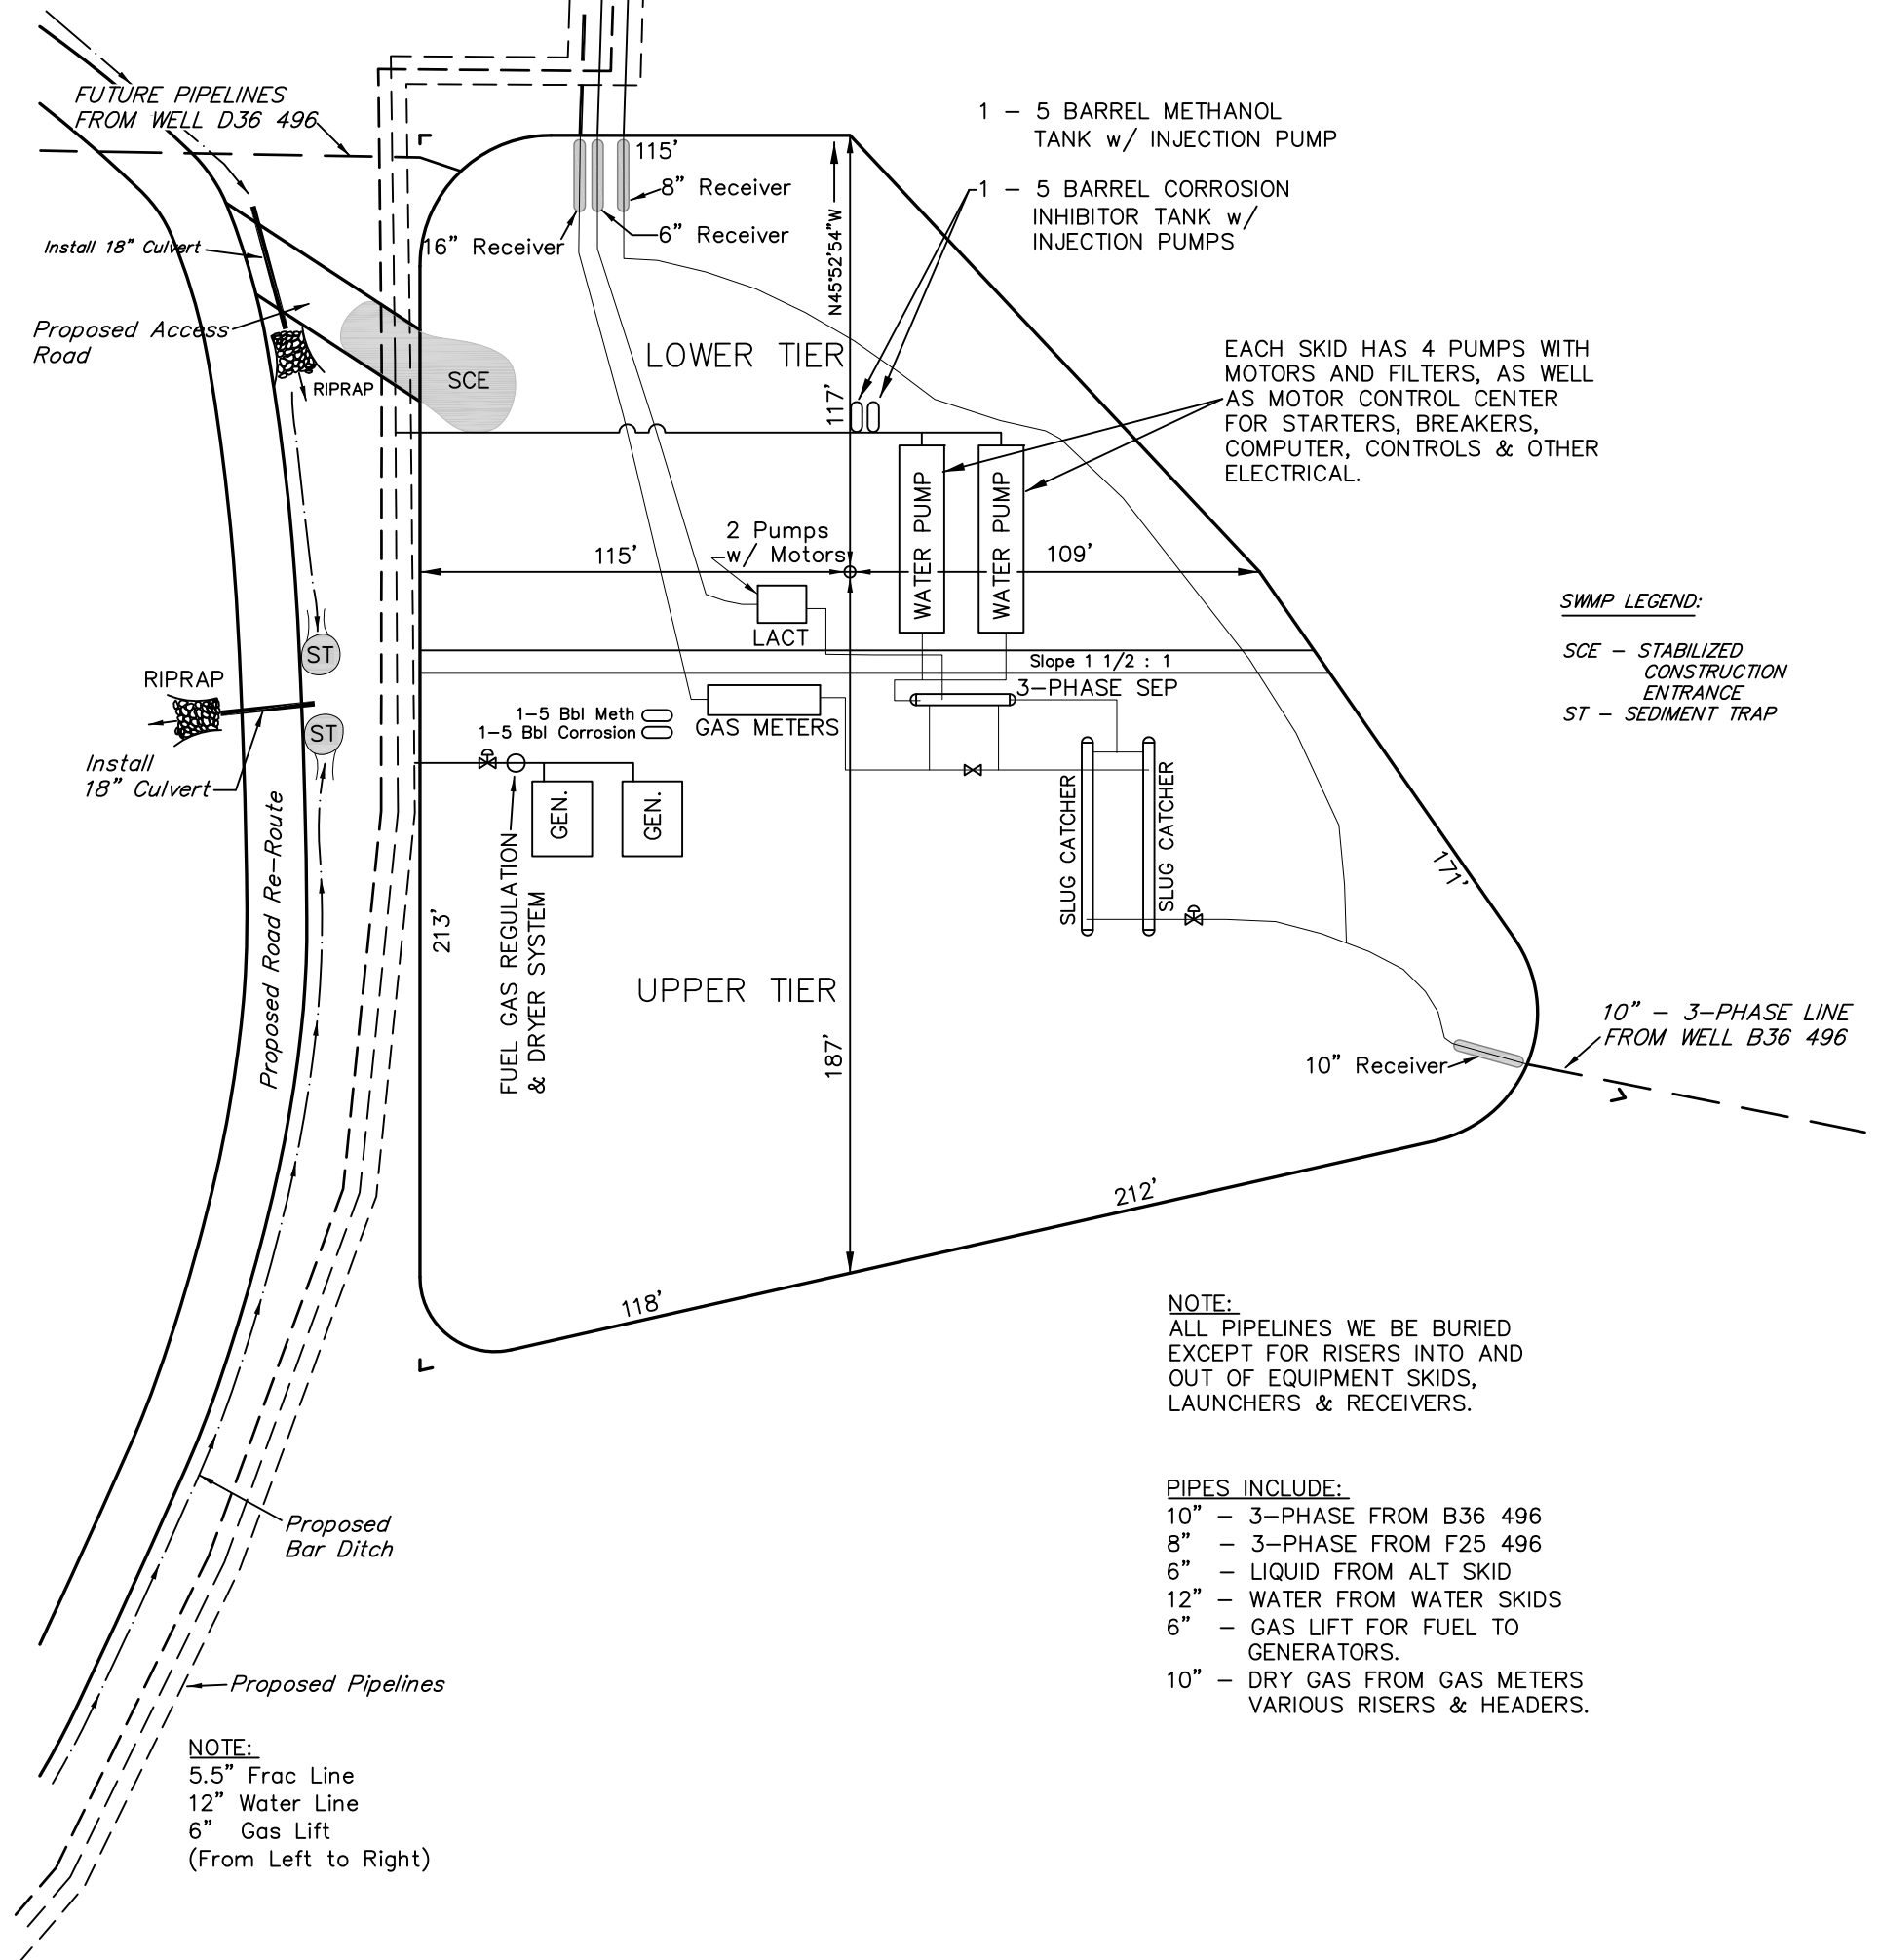 FUTURE PIPELINES
FROM WELL D36 496
Install 18" Culvert
Proposed Access
Road
RIPRAP
SCE
115'
8" Receiver
6" Receiver
16" Receiver
N45°52'54"W
LOWER TIER
117'
1 – 5 BARREL METHANOL
TANK w/ INJECTION PUMP
1 – 5 BARREL CORROSION
INHIBITOR TANK w/
INJECTION PUMPS
EACH SKID HAS 4 PUMPS WITH
MOTORS AND FILTERS, AS WELL
AS MOTOR CONTROL CENTER
FOR STARTERS, BREAKERS,
COMPUTER, CONTROLS & OTHER
ELECTRICAL.
WATER PUMP
WATER PUMP
2 Pumps
w/ Motors
115'
109'
LACT
Slope 1 1/2 : 1
3–PHASE SEP
GAS METERS
1–5 Bbl Meth
1–5 Bbl Corrosion
GEN.
GEN.
FUEL GAS REGULATION
& DRYER SYSTEM
SLUG CATCHER
SLUG CATCHER
SWMP LEGEND:
SCE – STABILIZED
CONSTRUCTION
ENTRANCE
ST – SEDIMENT TRAP
ST
ST
RIPRAP
Install
18" Culvert
Proposed Road Re–Route
213'
UPPER TIER
187'
171'
10" Receiver
10" – 3–PHASE LINE
FROM WELL B36 496
212'
118'
NOTE:
ALL PIPELINES WE BE BURIED
EXCEPT FOR RISERS INTO AND
OUT OF EQUIPMENT SKIDS,
LAUNCHERS & RECEIVERS.
PIPES INCLUDE:
10" – 3–PHASE FROM B36 496
8" – 3–PHASE FROM F25 496
6" – LIQUID FROM ALT SKID
12" – WATER FROM WATER SKIDS
6" – GAS LIFT FOR FUEL TO
GENERATORS.
10" – DRY GAS FROM GAS METERS
VARIOUS RISERS & HEADERS.
Proposed
Bar Ditch
Proposed Pipelines
NOTE:
5.5" Frac Line
12" Water Line
6" Gas Lift
(From Left to Right)